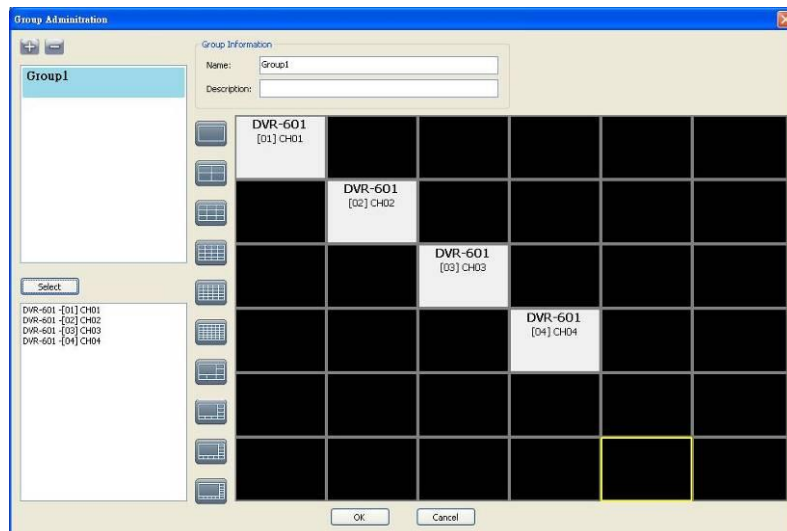 Group Adminitration
Group Information
Name: Group1
Description:
Group1
DVR-601
[01] CH01
DVR-601
[02] CH02
DVR-601
[03] CH03
DVR-601
[04] CH04
Select
DVR-601 -[01] CH01
DVR-601 -[02] CH02
DVR-601 -[03] CH03
DVR-601 -[04] CH04
OK
Cancel